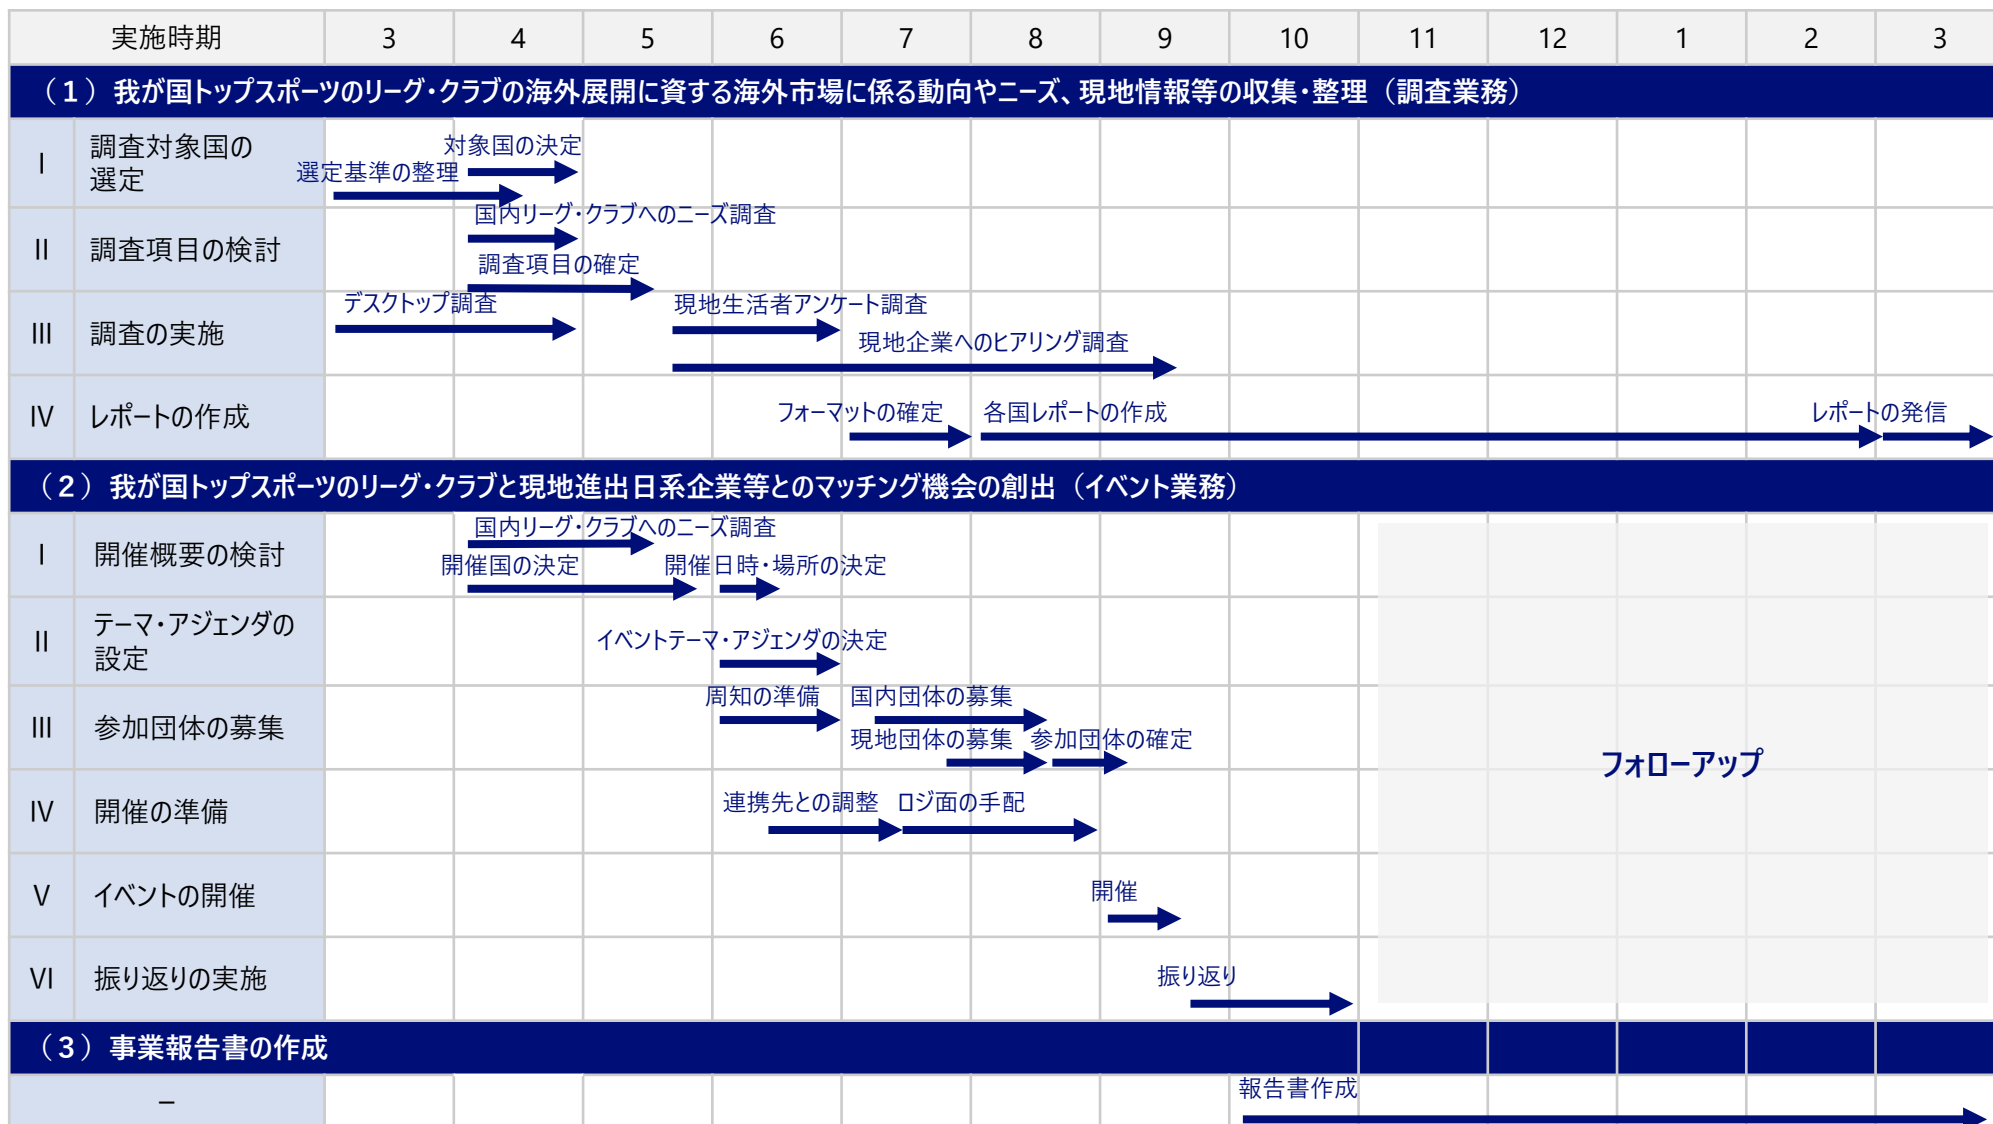 実施時期 3 4 5 6 7 8 9 10 11 12 1 2 3
（１）我が国トップスポーツのリーグ・クラブの海外展開に資する海外市場に係る動向やニーズ、現地情報等の収集・整理（調査業務）
I 調査対象国の
選定
対象国の決定
選定基準の整理
II 調査項目の検討
国内リーグ・クラブへのニーズ調査
調査項目の確定
III 調査の実施
デスクトップ調査
現地生活者アンケート調査
現地企業へのヒアリング調査
IV レポートの作成
フォーマットの確定
各国レポートの作成
レポートの発信
（２）我が国トップスポーツのリーグ・クラブと現地進出日系企業等とのマッチング機会の創出（イベント業務）
I 開催概要の検討
国内リーグ・クラブへのニーズ調査
開催国の決定
開催日時・場所の決定
II テーマ・アジェンダの
設定
イベントテーマ・アジェンダの決定
III 参加団体の募集
周知の準備
国内団体の募集
現地団体の募集
参加団体の確定
フォローアップ
IV 開催の準備
連携先との調整
ロジ面の手配
V イベントの開催
開催
VI 振り返りの実施
振り返り
（３）事業報告書の作成
–
報告書作成